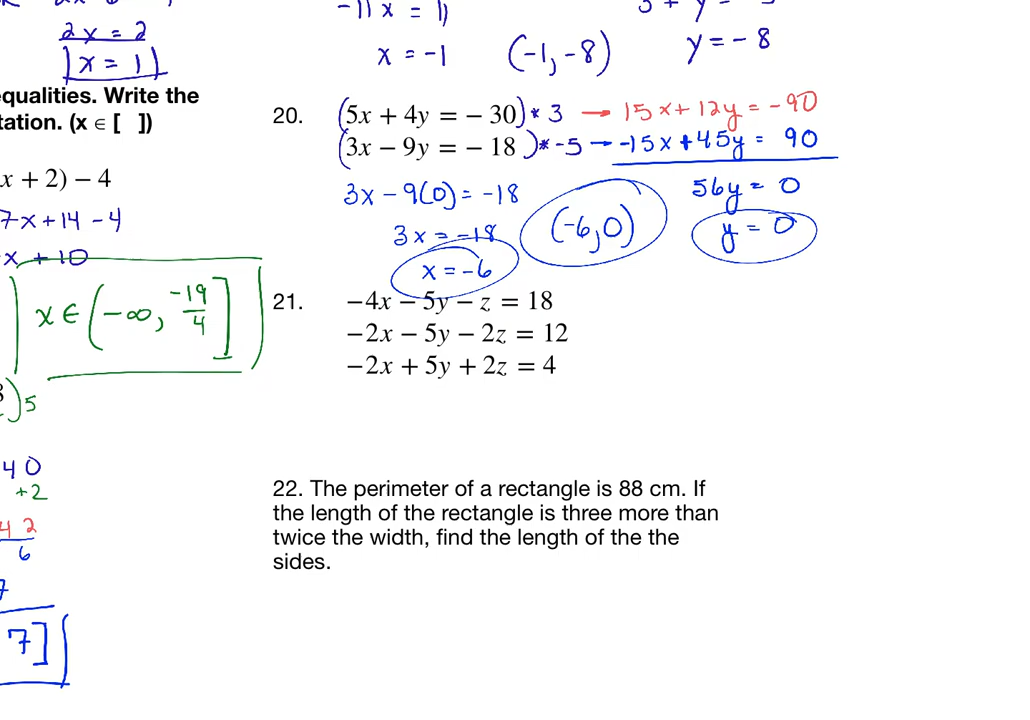 2x = 2
x = 1
equalities. Write the
tation. (x ∈ [ ])
x + 2) − 4
7x + 14 - 4
x + 10
x ∈ (-∞, -19/4]
)5
40
+2
42
6
7
7]
-11x = 11
x = -1
(-1, -8)
y = -8
20.
(5x + 4y = − 30) * 3 → 15x + 12y = -90
(3x − 9y = − 18 ) * -5 → -15x + 45y = 90
3x - 9(0) = -18
56y = 0
3x = -18
(-6, 0)
y = 0
x = -6
21.
−4x − 5y − z = 18
−2x − 5y − 2z = 12
−2x + 5y + 2z = 4
22. The perimeter of a rectangle is 88 cm. If
the length of the rectangle is three more than
twice the width, find the length of the the
sides.